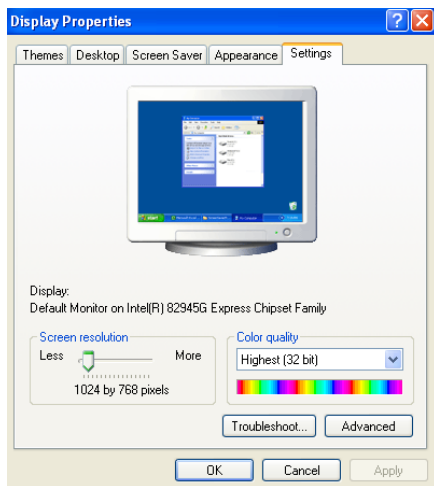 Display Properties
Themes Desktop Screen Saver Appearance Settings
start
Display:
Default Monitor on Intel(R) 82945G Express Chipset Family
Screen resolution
Less More
1024 by 768 pixels
Color quality
Highest (32 bit)
Troubleshoot... Advanced
OK Cancel Apply